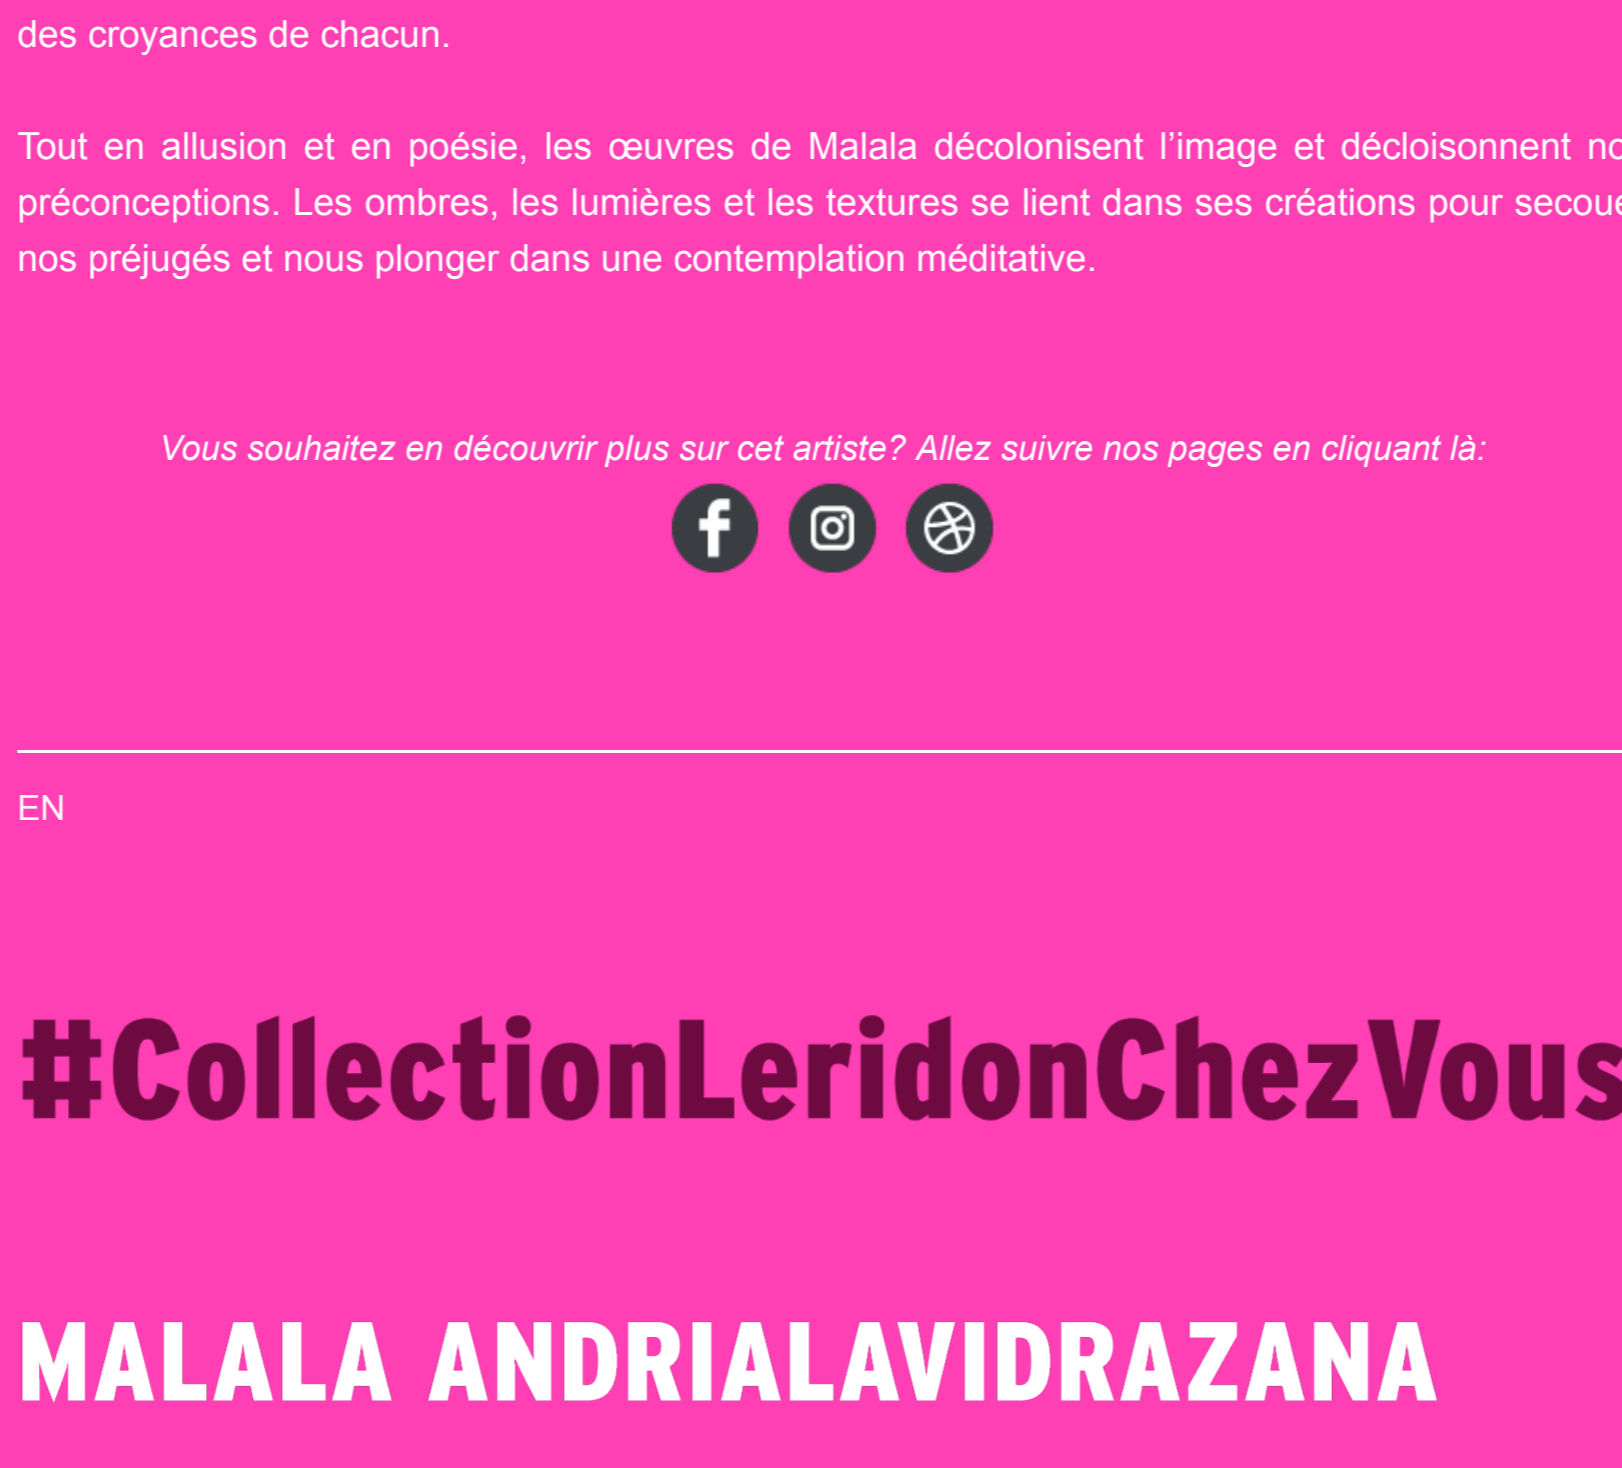 des croyances de chacun.
Tout en allusion et en poésie, les œuvres de Malala décolonisent l’image et décloisonnent
préconceptions. Les ombres, les lumières et les textures se lient dans ses créations pour
nos préjugés et nous plonger dans une contemplation méditative.
Vous souhaitez en découvrir plus sur cet artiste? Allez suivre nos pages en cliquant là:
EN
#CollectionLeridonChezVous
MALALA ANDRIALAVIDRAZANA